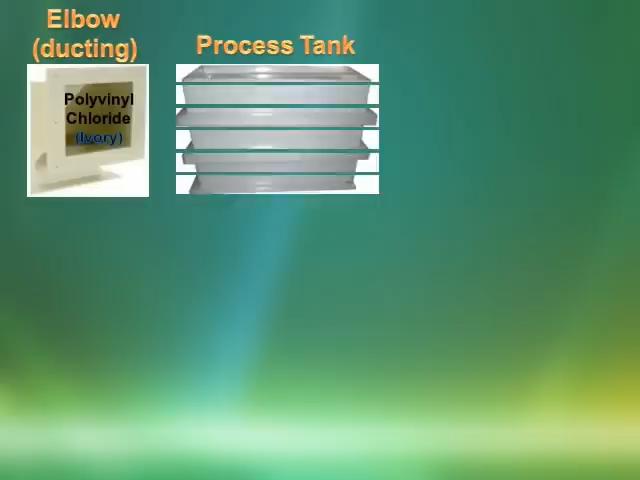 Elbow
(ducting)
Process Tank
Polyvinyl
Chloride
(Ivory)